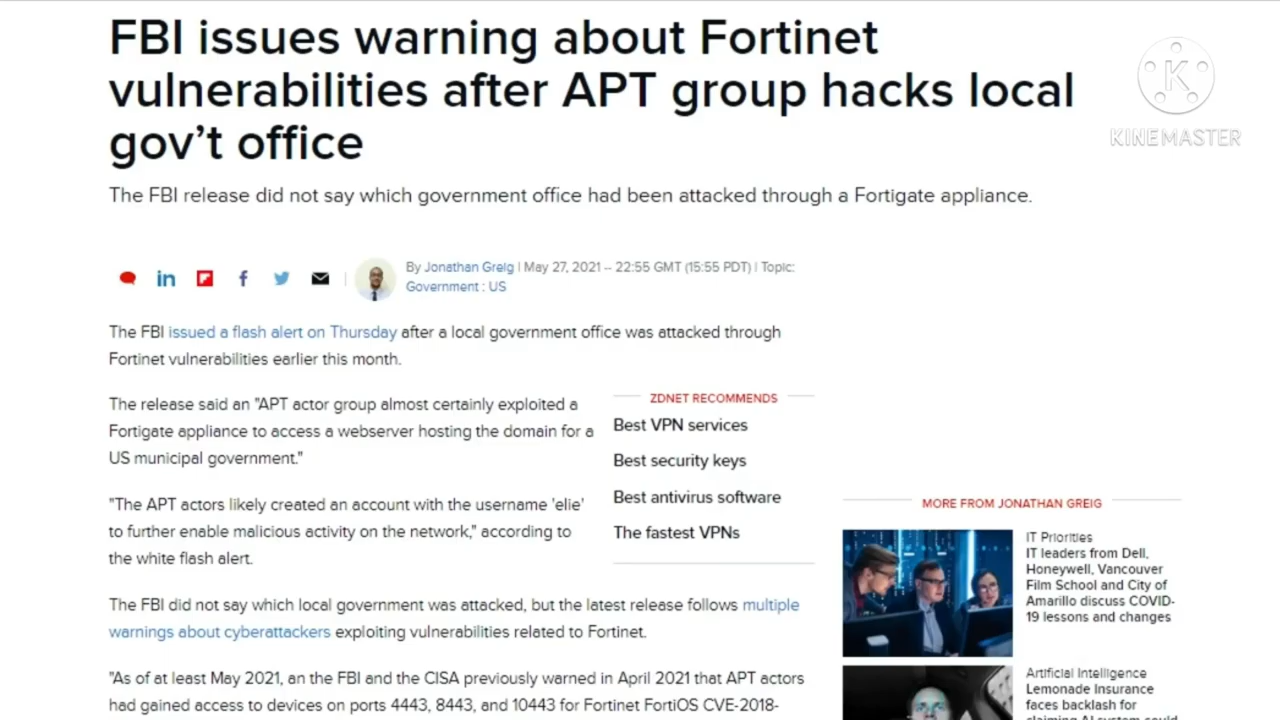 FBI issues warning about Fortinet
vulnerabilities after APT group hacks local
gov't office
KINEMASTER
The FBI release did not say which government office had been attacked through a Fortigate appliance.
By Jonathan Greig | May 27, 2021 -- 22:55 GMT (15:55 PDT) | Topic:
Government : US
The FBI issued a flash alert on Thursday after a local government office was attacked through
Fortinet vulnerabilities earlier this month.
The release said an "APT actor group almost certainly exploited a
Fortigate appliance to access a webserver hosting the domain for a
US municipal government."
"The APT actors likely created an account with the username 'elie'
to further enable malicious activity on the network," according to
the white flash alert.
ZDNET RECOMMENDS
Best VPN services
Best security keys
Best antivirus software
The fastest VPNs
The FBI did not say which local government was attacked, but the latest release follows multiple
warnings about cyberattackers exploiting vulnerabilities related to Fortinet.
"As of at least May 2021, an the FBI and the CISA previously warned in April 2021 that APT actors
had gained access to devices on ports 4443, 8443, and 10443 for Fortinet FortiOS CVE-2018-
MORE FROM JONATHAN GREIG
IT Priorities
IT leaders from Dell,
Honeywell, Vancouver
Film School and City of
Amarillo discuss COVID-
19 lessons and changes
Artificial Intelligence
Lemonade Insurance
faces backlash for
claiming AI system could